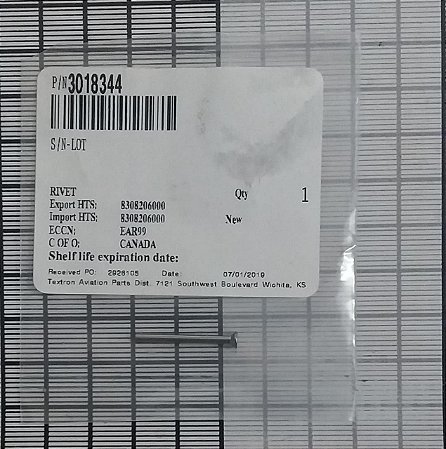 P/N 3018344
S/N-LOT
RIVET Qty 1
Export HTS: 8308206000
Import HTS: 8308206000 New
ECCN: EAR99
C OF O: CANADA
Shelf life expiration date:
Received PO: 2926105 Date: 07/01/2019
Textron Aviation Parts Dist. 7121 Southwest Boulevard Wichita, KS